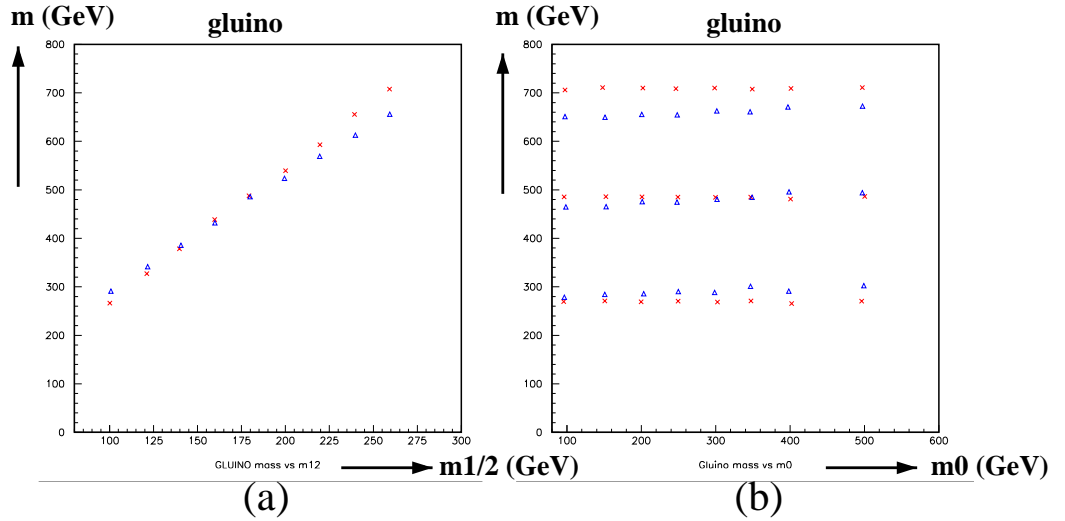 m (GeV)
gluino
800
700
600
500
400
300
200
100
0
100 125 150 175 200 225 250 275 300
GLUINO mass vs m12
m1/2 (GeV)
(a)
m (GeV)
gluino
800
700
600
500
400
300
200
100
0
100 200 300 400 500 600
Gluino mass vs m0
m0 (GeV)
(b)